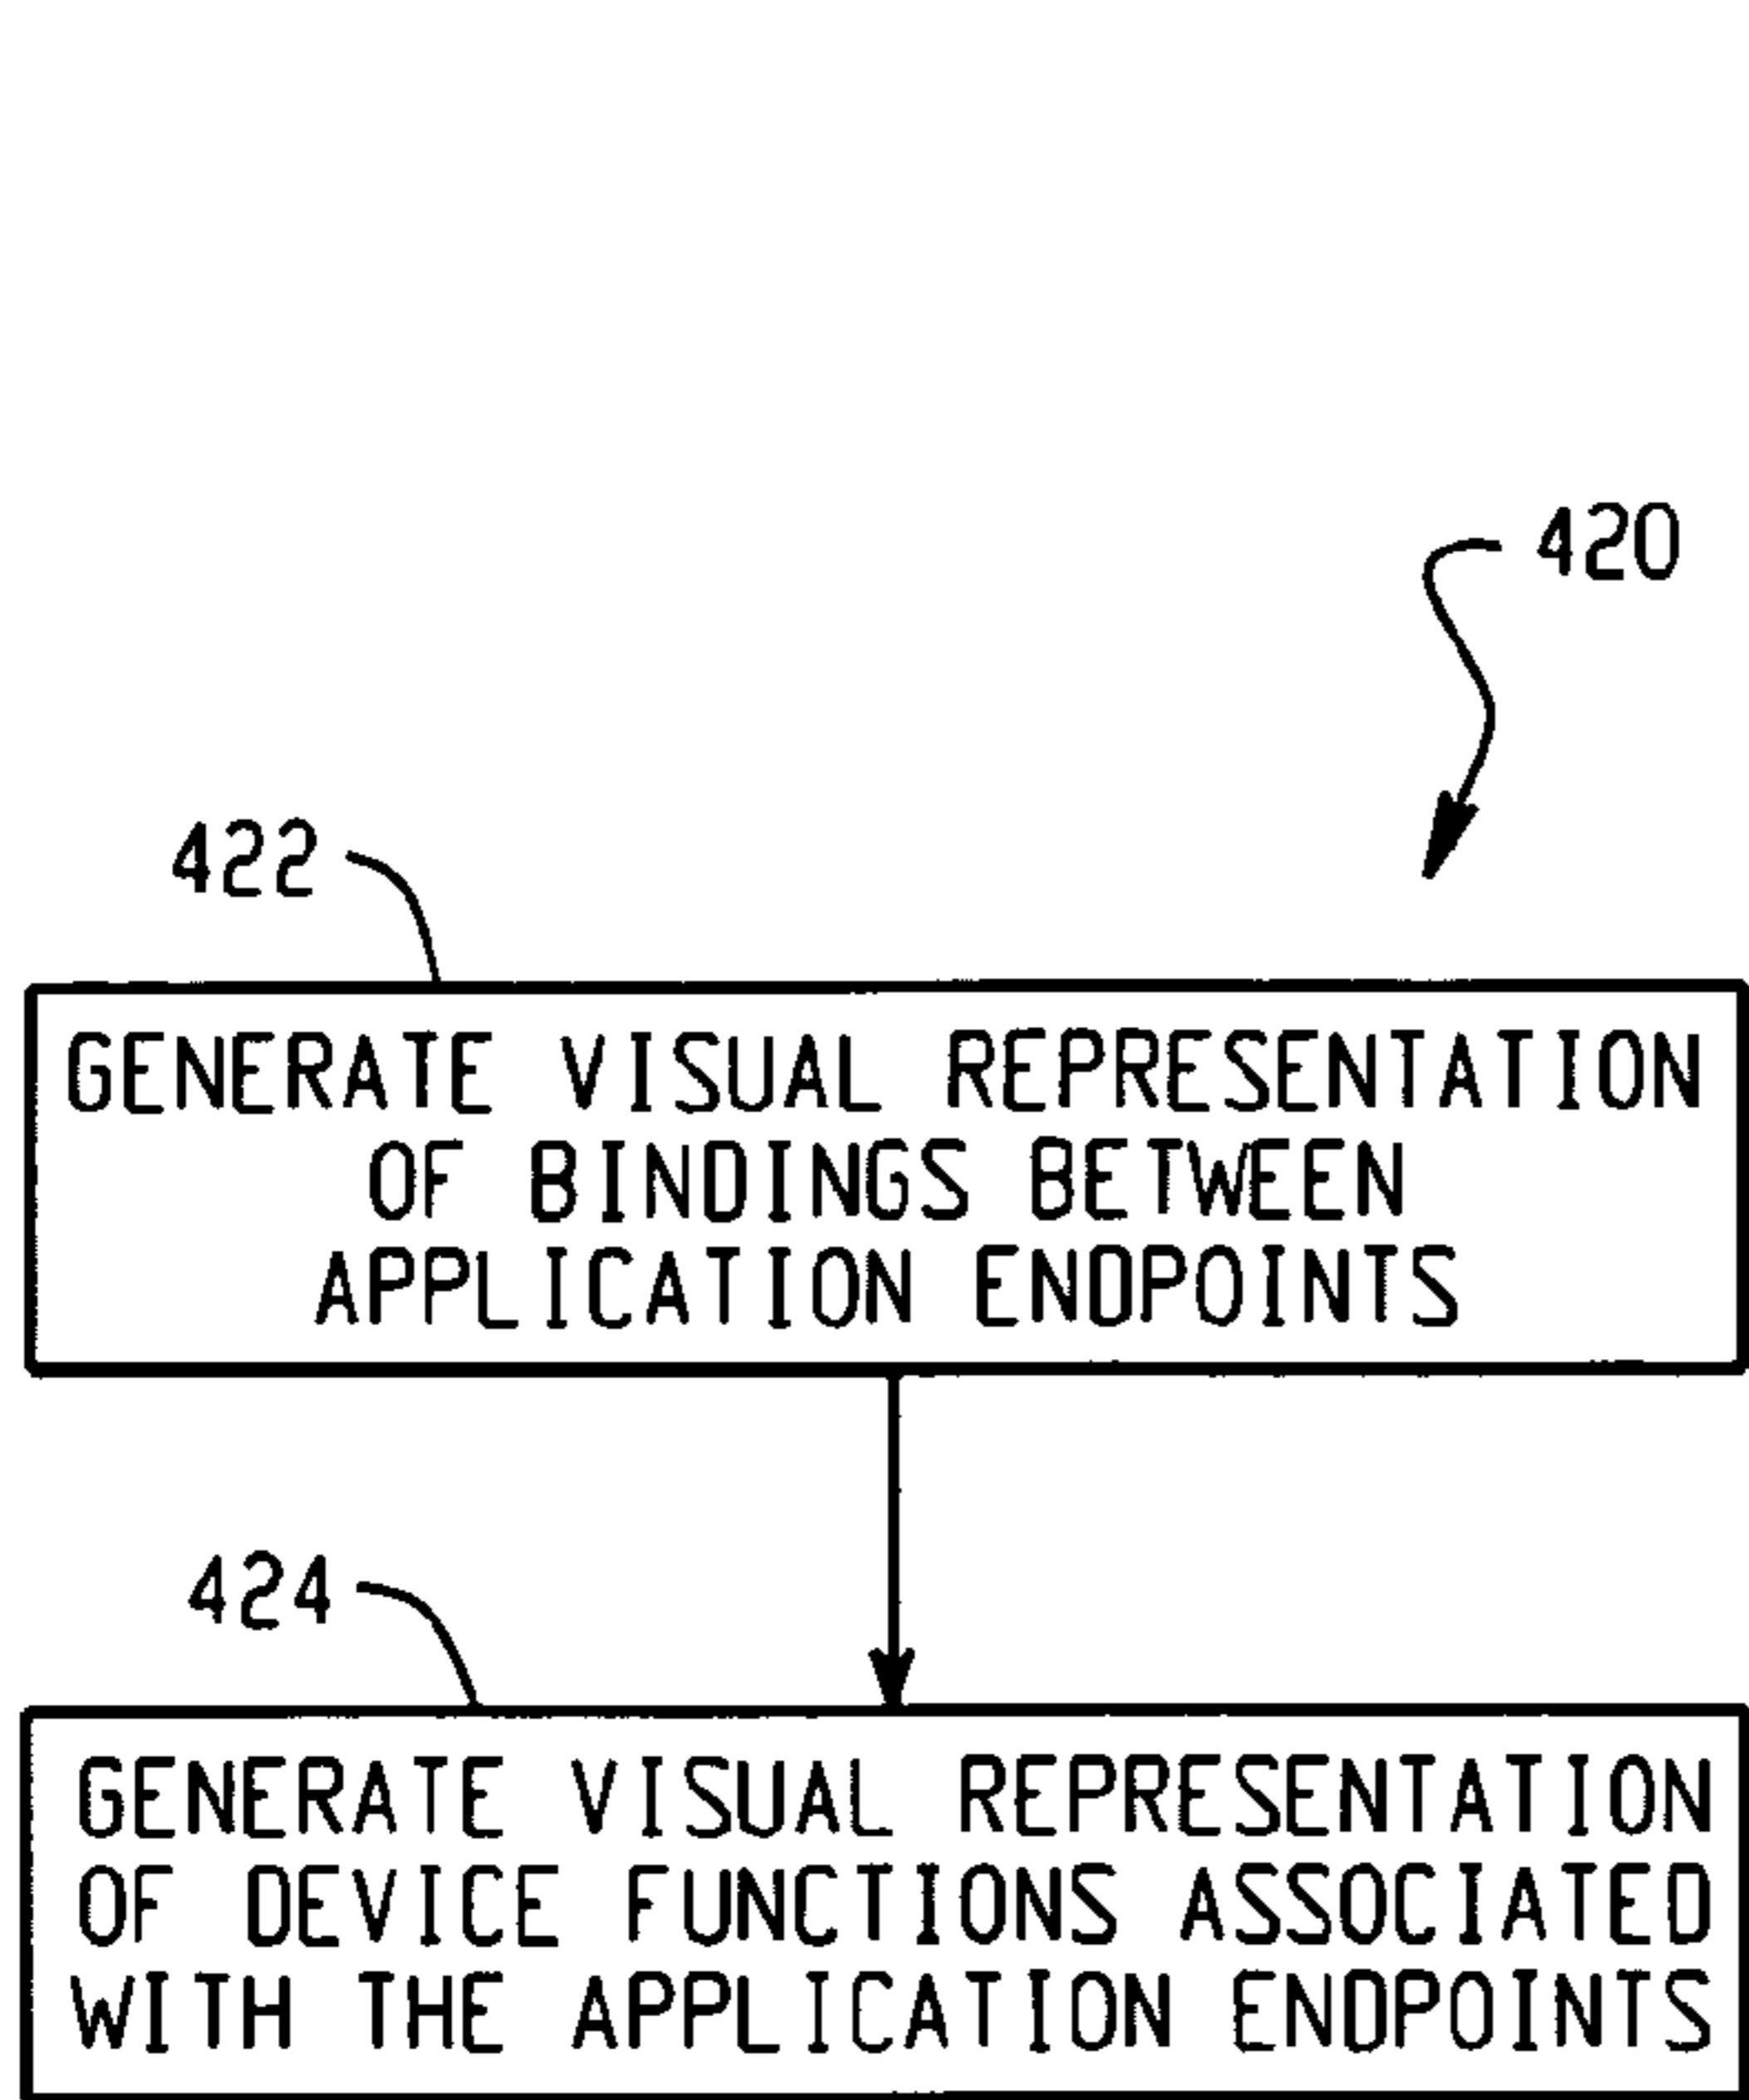 420
422
GENERATE VISUAL REPRESENTATION
OF BINDINGS BETWEEN
APPLICATION ENDPOINTS
424
GENERATE VISUAL REPRESENTATION
OF DEVICE FUNCTIONS ASSOCIATED
WITH THE APPLICATION ENDPOINTS